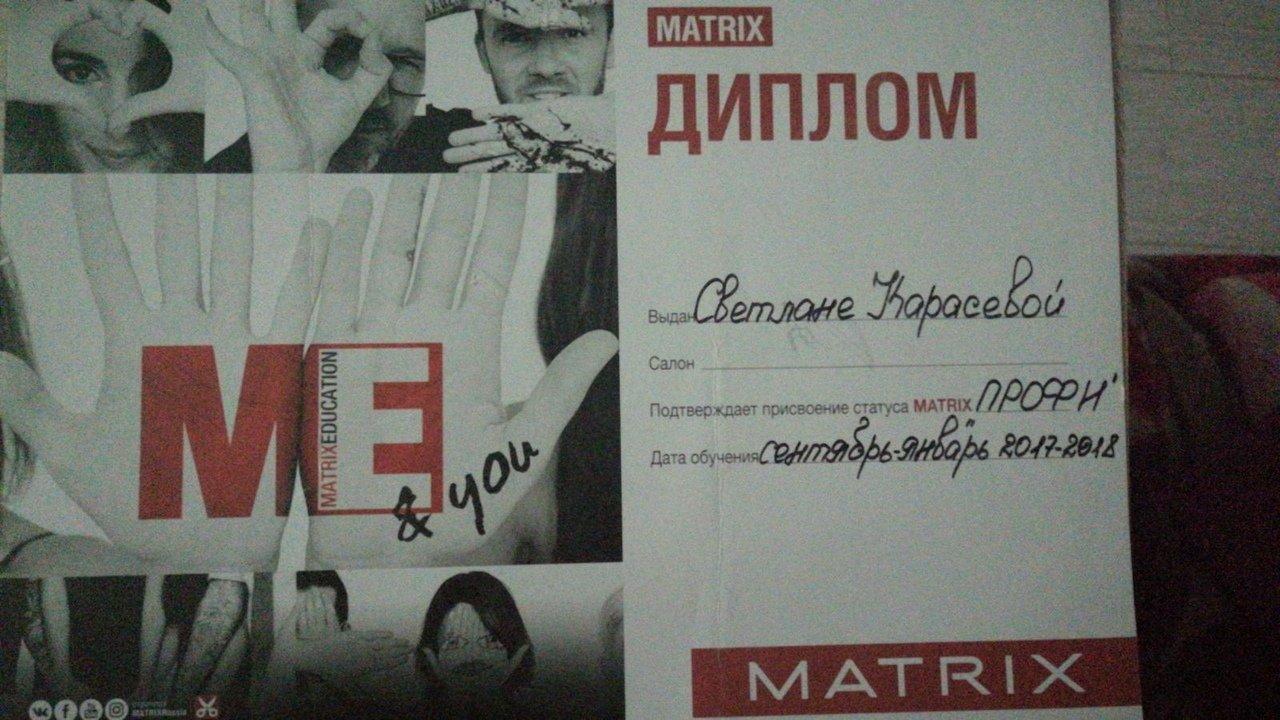 MATRIX
ДИПЛОМ
Выдан Светлане Карасевой
Салон
Подтверждает присвоение статуса MATRIX ПРОФИ
Дата обучения сентябрь-январь 2017-2018
MATRIX
ME
MATRIXEDUCATION
& you
MATRIXRussia